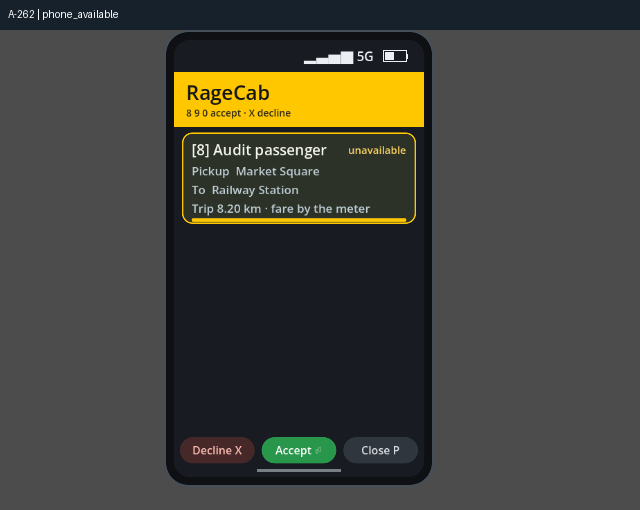 A-262 | phone_available
5G
RageCab
8 9 0 accept · X decline
[8] Audit passenger
unavailable
Pickup Market Square
To Railway Station
Trip 8.20 km · fare by the meter
Decline X
Accept
Close P